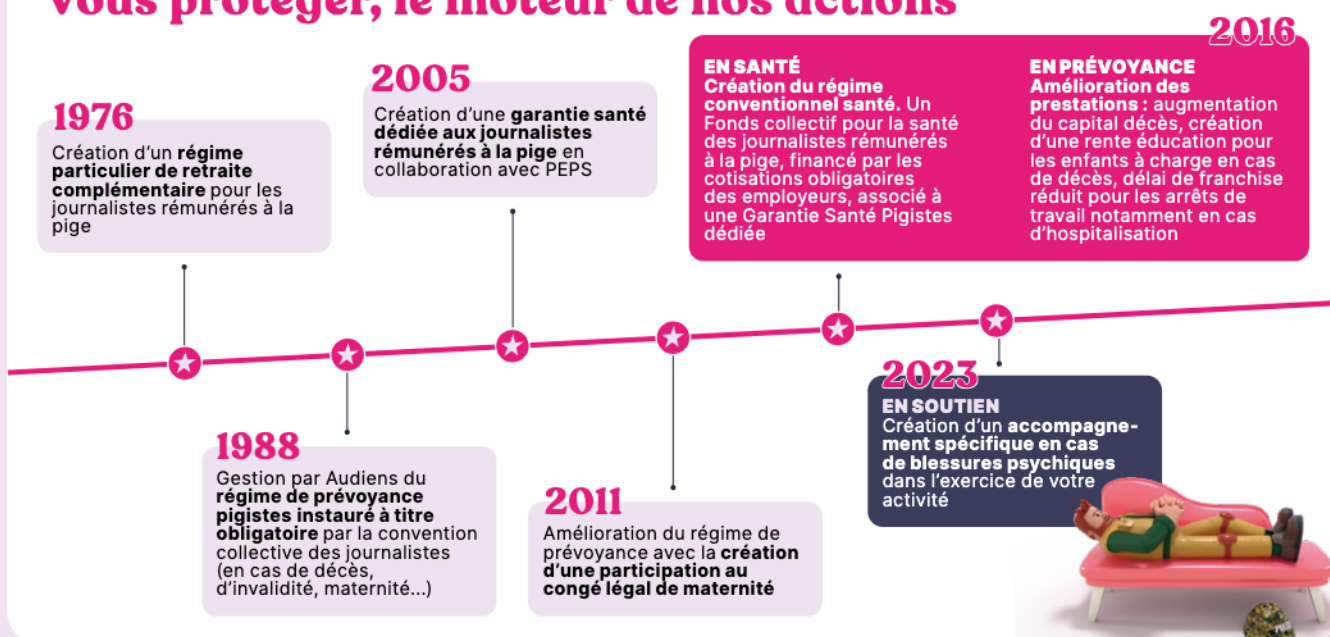 Vous protéger, le moteur de nos actions
1976
Création d'un régime
particulier de retraite
complémentaire pour les
journalistes rémunérés à la
pige
2005
Création d'une garantie santé
dédiée aux journalistes
rémunérés à la pige en
collaboration avec PEPS
2016
EN SANTÉ
Création du régime
conventionnel santé. Un
Fonds collectif pour la santé
des journalistes rémunérés
à la pige, financé par les
cotisations obligatoires
des employeurs, associé à
une Garantie Santé Pigistes
dédiée
EN PRÉVOYANCE
Amélioration des
prestations : augmentation
du capital décès, création
d'une rente éducation pour
les enfants à charge en cas
de décès, délai de franchise
réduit pour les arrêts de
travail notamment en cas
d'hospitalisation
1988
Gestion par Audiens du
régime de prévoyance
pigistes instauré à titre
obligatoire par la convention
collective des journalistes
(en cas de décès,
d'invalidité, maternité...)
2011
Amélioration du régime de
prévoyance avec la création
d'une participation au
congé légal de maternité
2023
EN SOUTIEN
Création d'un accompagne-
ment spécifique en cas
de blessures psychiques
dans l'exercice de votre
activité